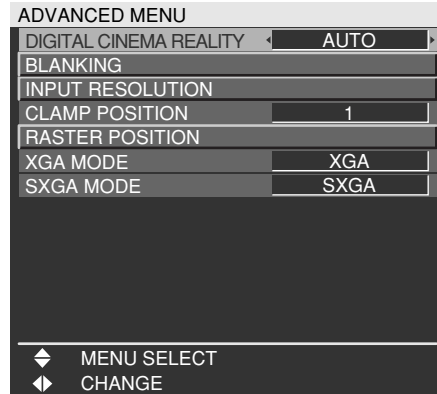 ADVANCED MENU
DIGITAL CINEMA REALITY AUTO
BLANKING
INPUT RESOLUTION
CLAMP POSITION 1
RASTER POSITION
XGA MODE XGA
SXGA MODE SXGA
MENU SELECT
CHANGE